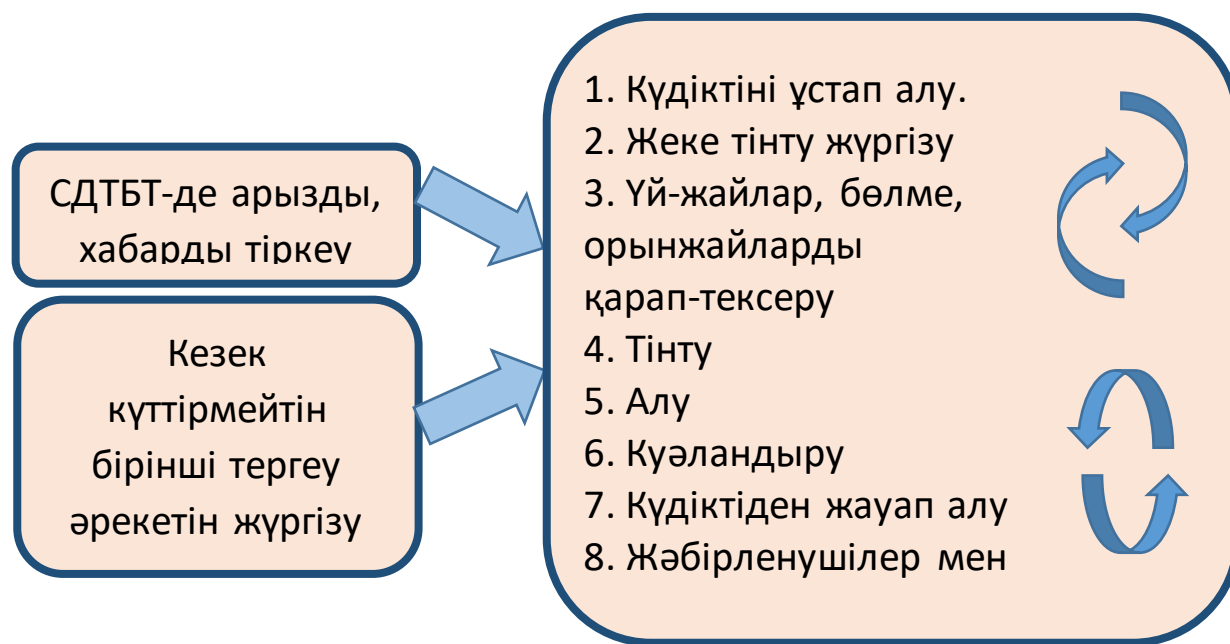 СДТБТ-де арызды,
хабарды тіркеу
Кезек
күттірмейтін
бірінші тергеу
әрекетін жүргізу
1. Күдіктіні ұстап алу.
2. Жеке тінту жүргізу
3. Үй-жайлар, бөлме,
орынжайларды
қарап-тексеру
4. Тінту
5. Алу
6. Куәландыру
7. Күдіктіден жауап алу
8. Жәбірленушілер мен